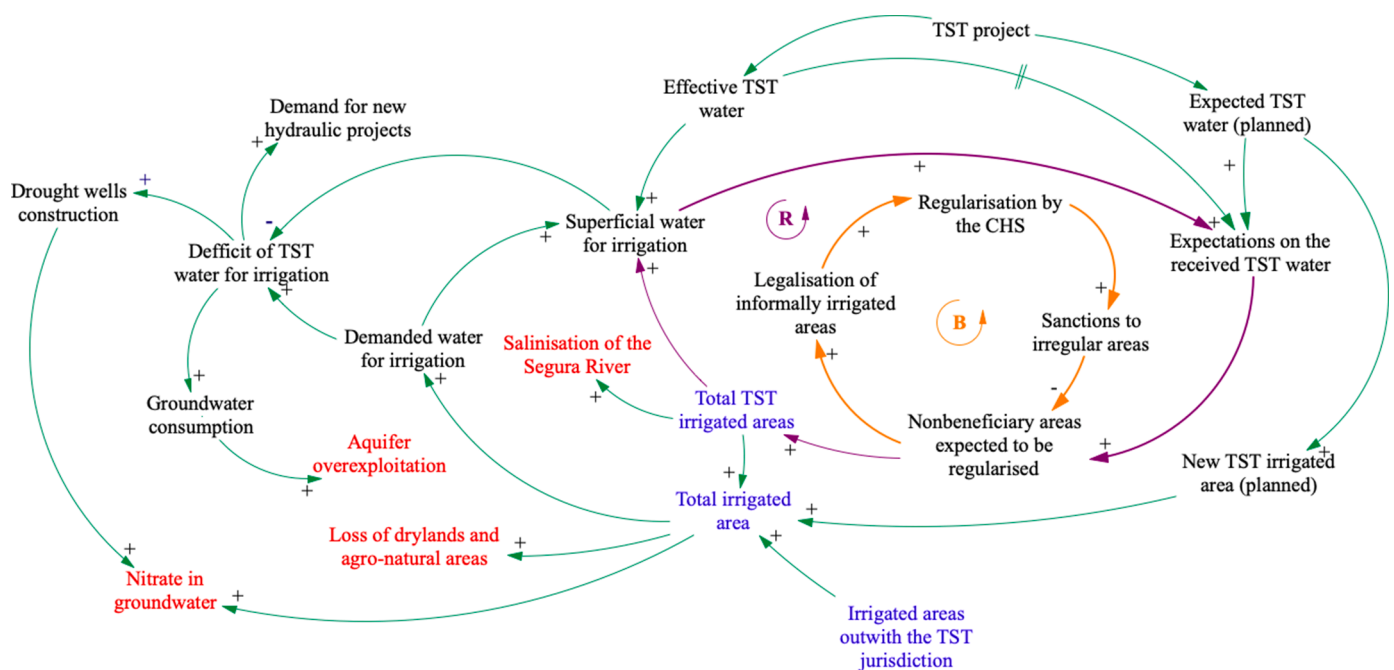 TST project
Effective TST
water
Expected TST
water (planned)
Demand for new
hydraulic projects
Drought wells
construction
Superficial water
for irrigation
Regularisation by
the CHS
Expectations on the
received TST water
Defficit of TST
water for irrigation
Legalisation of
informally irrigated
areas
R
B
Sanctions to
irregular areas
Demanded water
for irrigation
Salinisation of the
Segura River
Total TST
irrigated areas
Nonbeneficiary areas
expected to be
regularised
Groundwater
consumption
Aquifer
overexploitation
New TST irrigated
area (planned)
Total irrigated
area
Loss of drylands and
agro-natural areas
Nitrate in
groundwater
Irrigated areas
outwith the TST
jurisdiction